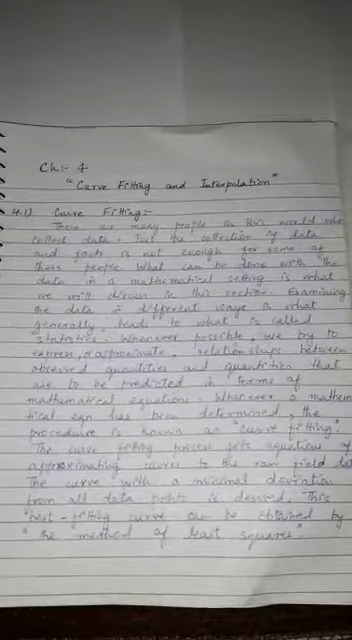 Ch:- 4
"Curve Fitting and Interpolation"
4.1) Curve Fitting:-
There are many people in this world who
collect data. Just the collection of data
and facts is not enough for some of
these people. What can be done with the
data in a mathematical setting is what
we will discuss in this section. Examining
the data in different ways is what
generally leads to what is called
"statistics". Whenever possible, we try to
express, approximate, relationships between
observed quantities and quantities that
are to be predicted in terms of
mathematical equations. Whenever a mathema
tical eqn. has been determined, the
procedure is known as "curve fitting".
The curve fitting process fits equations of
approximating curves to the raw field dat
The curve with a minimal deviation
from all data points is desired. This
"best-fitting curve can be obtained by
"the method of least squares".